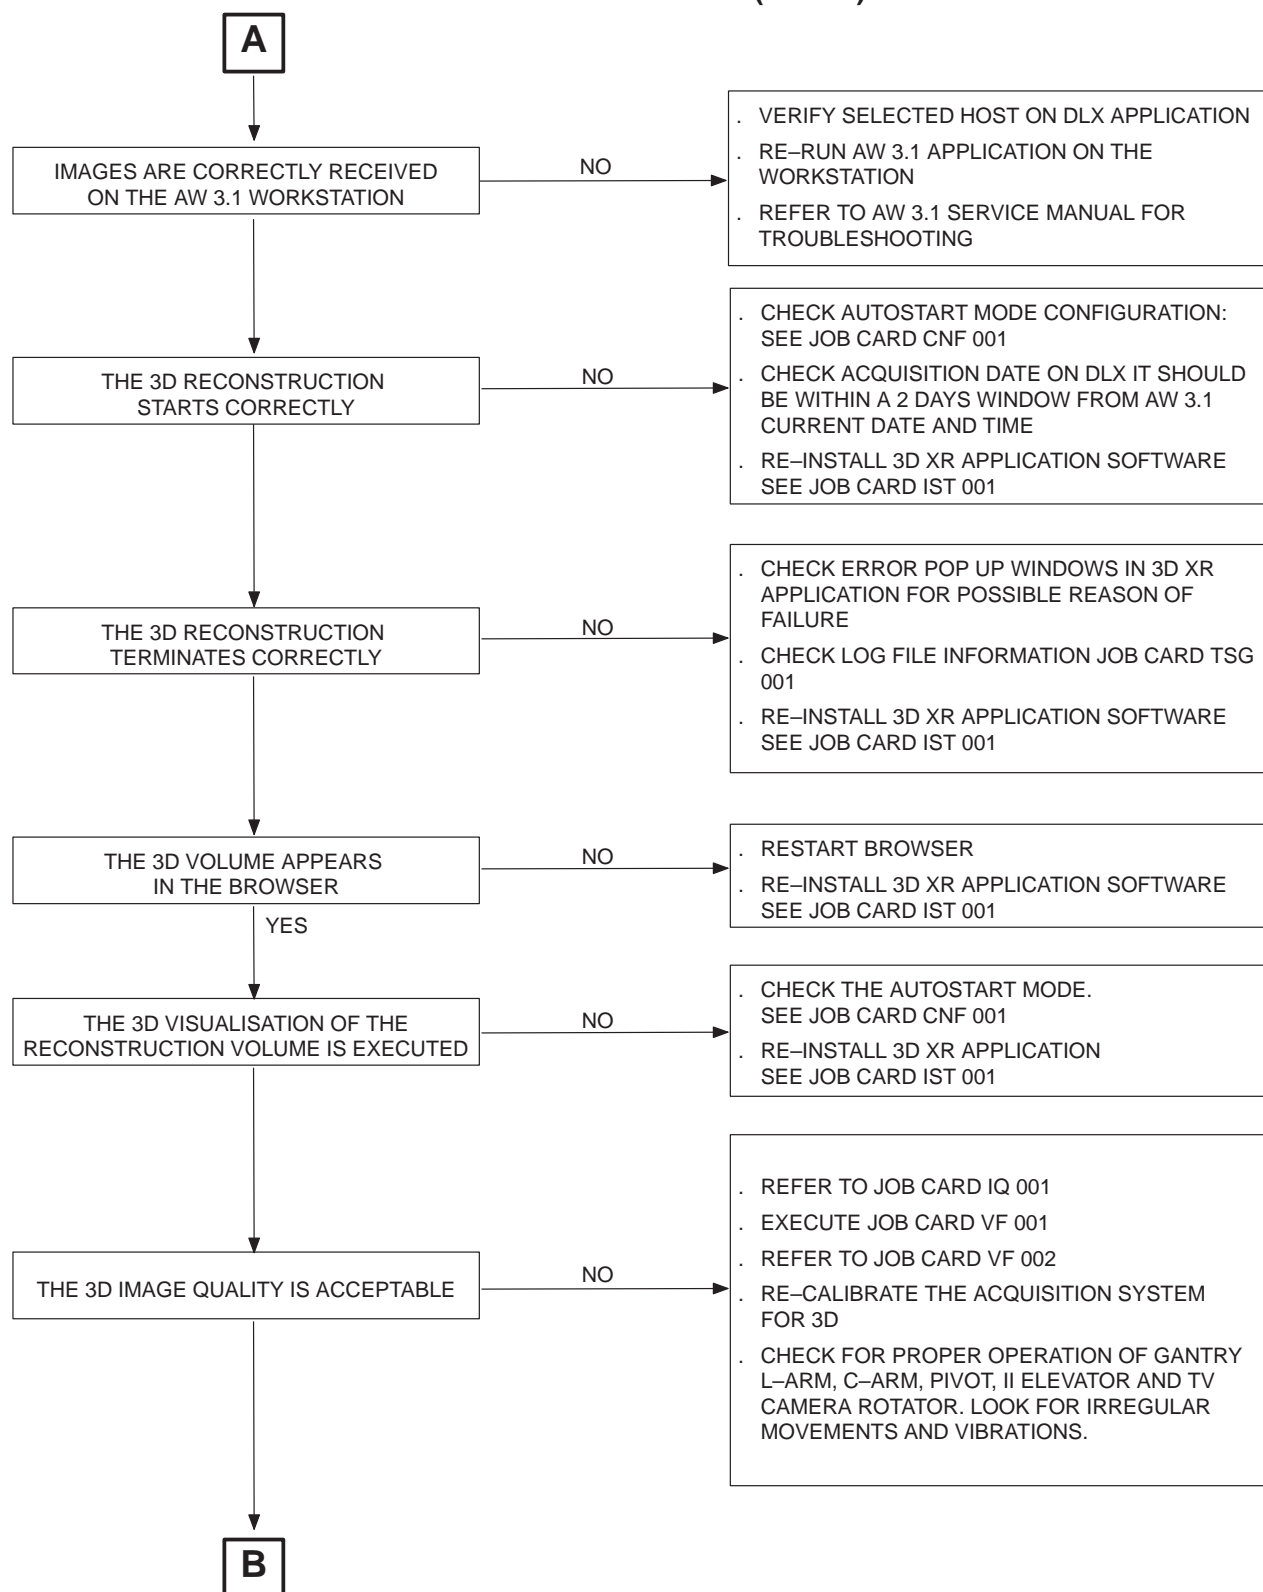 A
IMAGES ARE CORRECTLY RECEIVED
ON THE AW 3.1 WORKSTATION
NO
. VERIFY SELECTED HOST ON DLX APPLICATION
. RE–RUN AW 3.1 APPLICATION ON THE
WORKSTATION
. REFER TO AW 3.1 SERVICE MANUAL FOR
TROUBLESHOOTING
THE 3D RECONSTRUCTION
STARTS CORRECTLY
NO
. CHECK AUTOSTART MODE CONFIGURATION:
SEE JOB CARD CNF 001
. CHECK ACQUISITION DATE ON DLX IT SHOULD
BE WITHIN A 2 DAYS WINDOW FROM AW 3.1
CURRENT DATE AND TIME
. RE–INSTALL 3D XR APPLICATION SOFTWARE
SEE JOB CARD IST 001
THE 3D RECONSTRUCTION
TERMINATES CORRECTLY
NO
. CHECK ERROR POP UP WINDOWS IN 3D XR
APPLICATION FOR POSSIBLE REASON OF
FAILURE
. CHECK LOG FILE INFORMATION JOB CARD TSG
001
. RE–INSTALL 3D XR APPLICATION SOFTWARE
SEE JOB CARD IST 001
THE 3D VOLUME APPEARS
IN THE BROWSER
NO
. RESTART BROWSER
. RE–INSTALL 3D XR APPLICATION SOFTWARE
SEE JOB CARD IST 001
YES
THE 3D VISUALISATION OF THE
RECONSTRUCTION VOLUME IS EXECUTED
NO
. CHECK THE AUTOSTART MODE.
SEE JOB CARD CNF 001
. RE–INSTALL 3D XR APPLICATION
SEE JOB CARD IST 001
THE 3D IMAGE QUALITY IS ACCEPTABLE
NO
. REFER TO JOB CARD IQ 001
. EXECUTE JOB CARD VF 001
. REFER TO JOB CARD VF 002
. RE–CALIBRATE THE ACQUISITION SYSTEM
FOR 3D
. CHECK FOR PROPER OPERATION OF GANTRY
L–ARM, C–ARM, PIVOT, II ELEVATOR AND TV
CAMERA ROTATOR. LOOK FOR IRREGULAR
MOVEMENTS AND VIBRATIONS.
B